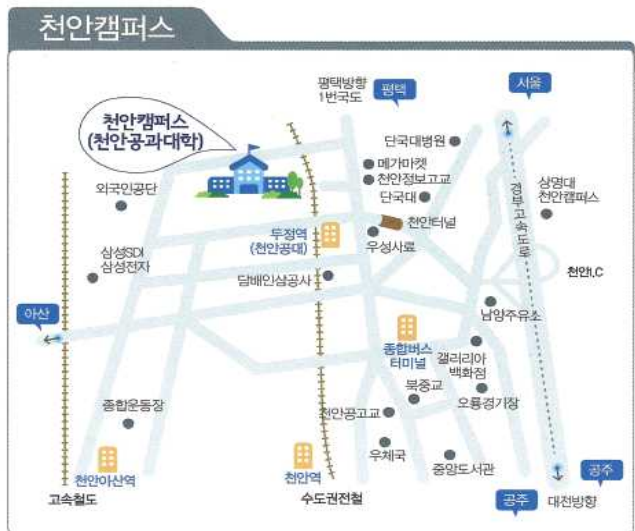 천안캠퍼스
평택방향
1번국도
평택
서울
천안캠퍼스
(천안공과대학)
단국대병원
메가마켓
천안정보고교
단국대
상명대
천안캠퍼스
외국인공단
천안터널
경부고속도로
두정역
(천안공대)
우성사료
삼성SDI
삼성전자
담배인삼공사
천안I.C
아산
남양주유소
종합버스
터미널
갤러리아
백화점
북중교
오룡경기장
종합운동장
천안공고교
우체국
중앙도서관
천안아산역
천안역
고속철도
수도권전철
공주
공주
대전방향